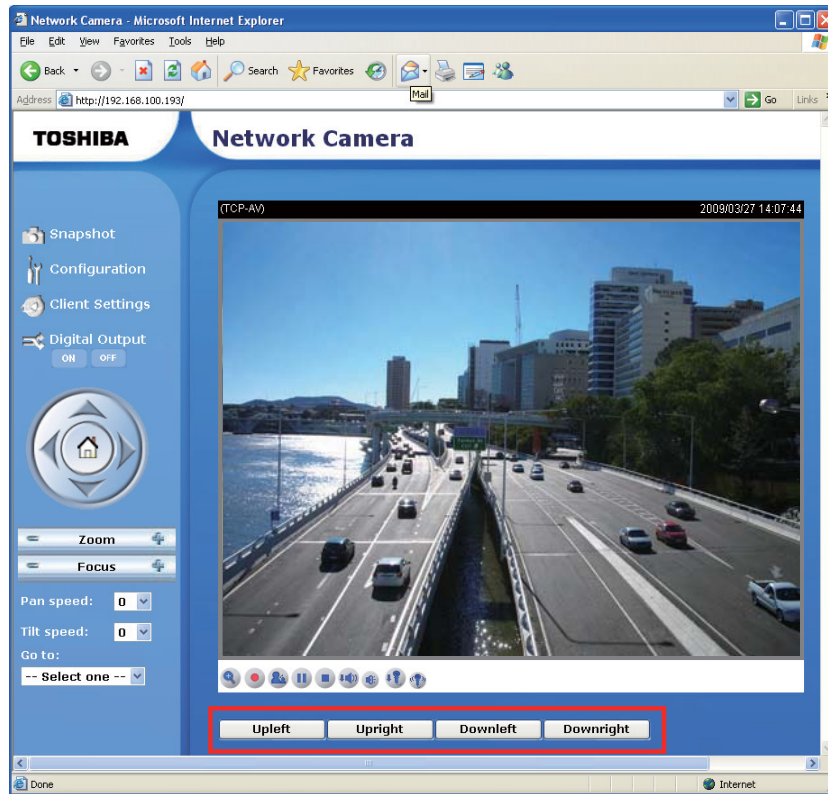 Network Camera - Microsoft Internet Explorer
File Edit View Favorites Tools Help
Back Search Favorites
Mail
Address http://192.168.100.193/ Go Links
TOSHIBA Network Camera
(TCP-AV) 2009/03/27 14:07:44
Snapshot
Configuration
Client Settings
Digital Output
ON OFF
Zoom
Focus
Pan speed: 0
Tilt speed: 0
Go to:
-- Select one --
Upleft Upright Downleft Downright
Done Internet